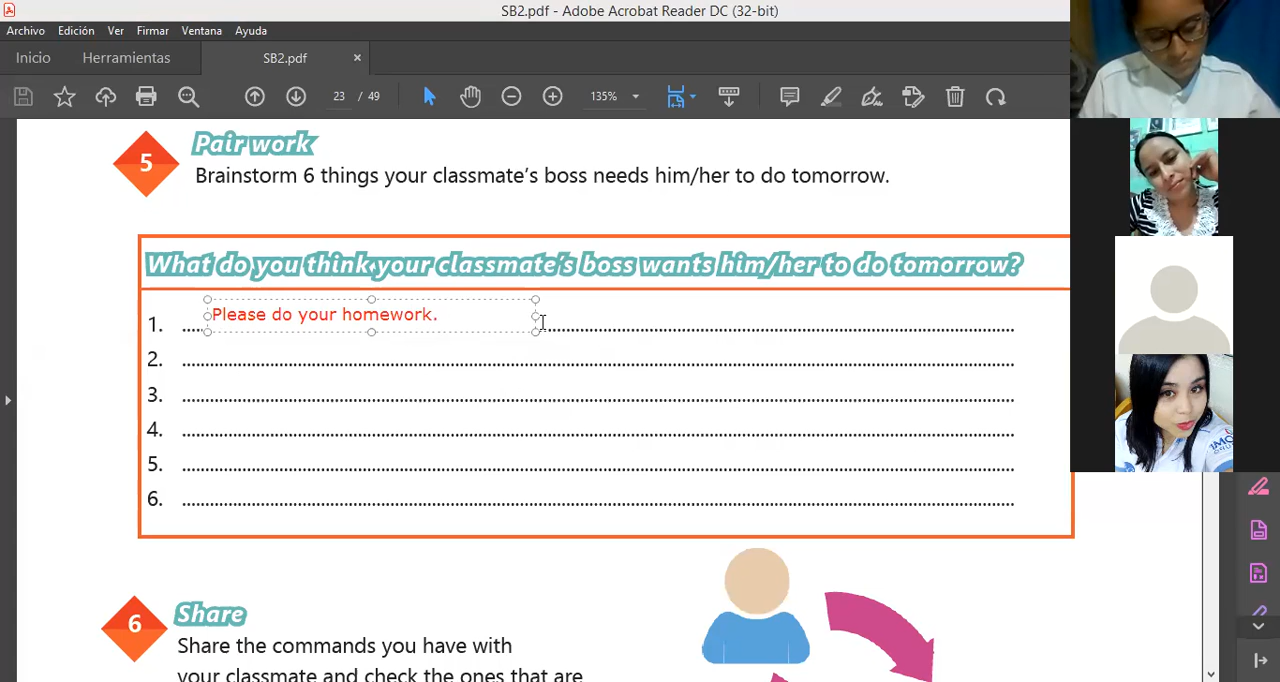 SB2.pdf - Adobe Acrobat Reader DC (32-bit)
Archivo Edición Ver Firmar Ventana Ayuda
Inicio Herramientas SB2.pdf ×
23 / 49 135%
5 Pair work
Brainstorm 6 things your classmate's boss needs him/her to do tomorrow.
What do you think your classmate's boss wants him/her to do tomorrow?
1. Please do your homework.
2.
3.
4.
5.
6.
6 Share
Share the commands you have with
your classmate and check the ones that are